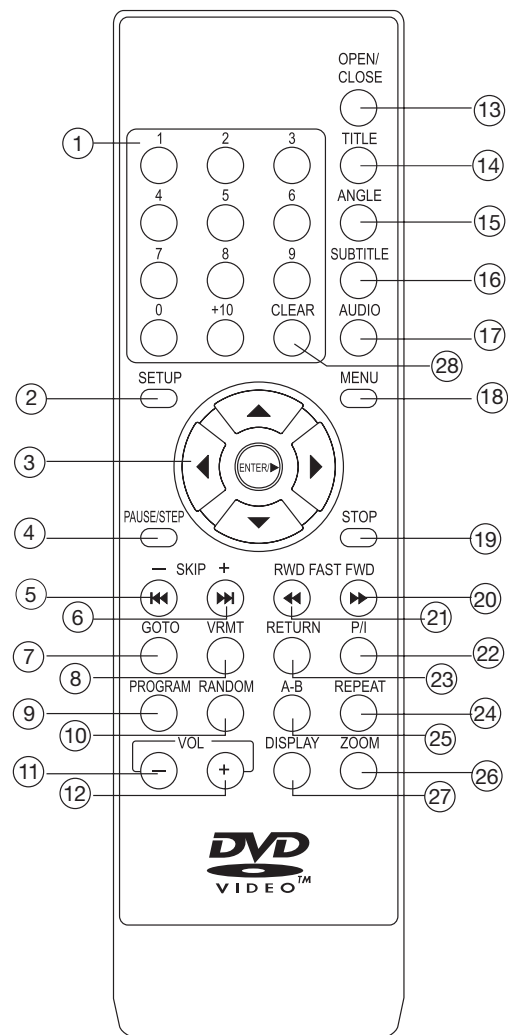 OPEN/
CLOSE
13
1
1 2 3
TITLE
14
4 5 6
ANGLE
15
7 8 9
SUBTITLE
16
0 +10 CLEAR
AUDIO
17
28
SETUP
2
MENU
18
3
ENTER/▶
PAUSE/STEP
4
STOP
19
– SKIP +
RWD FAST FWD
5
6
21
20
GOTO VRMT RETURN P/I
7
8
23
22
PROGRAM RANDOM A-B REPEAT
9
10
25
24
VOL DISPLAY ZOOM
11
– +
12
27
26
DVD
VIDEO™